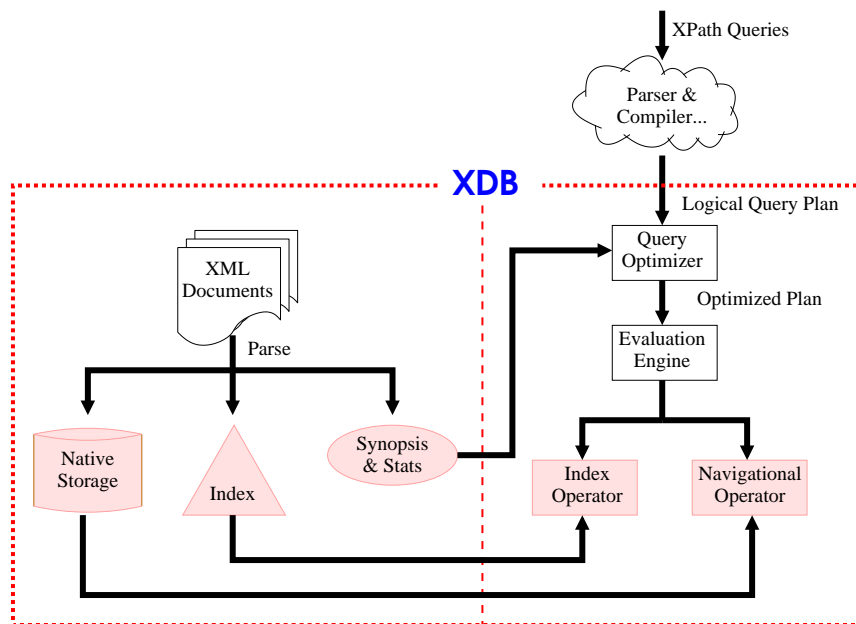 XPath Queries
Parser &
Compiler...
XDB
Logical Query Plan
Query
Optimizer
XML
Documents
Optimized Plan
Parse
Evaluation
Engine
Native
Storage
Index
Synopsis
& Stats
Index
Operator
Navigational
Operator